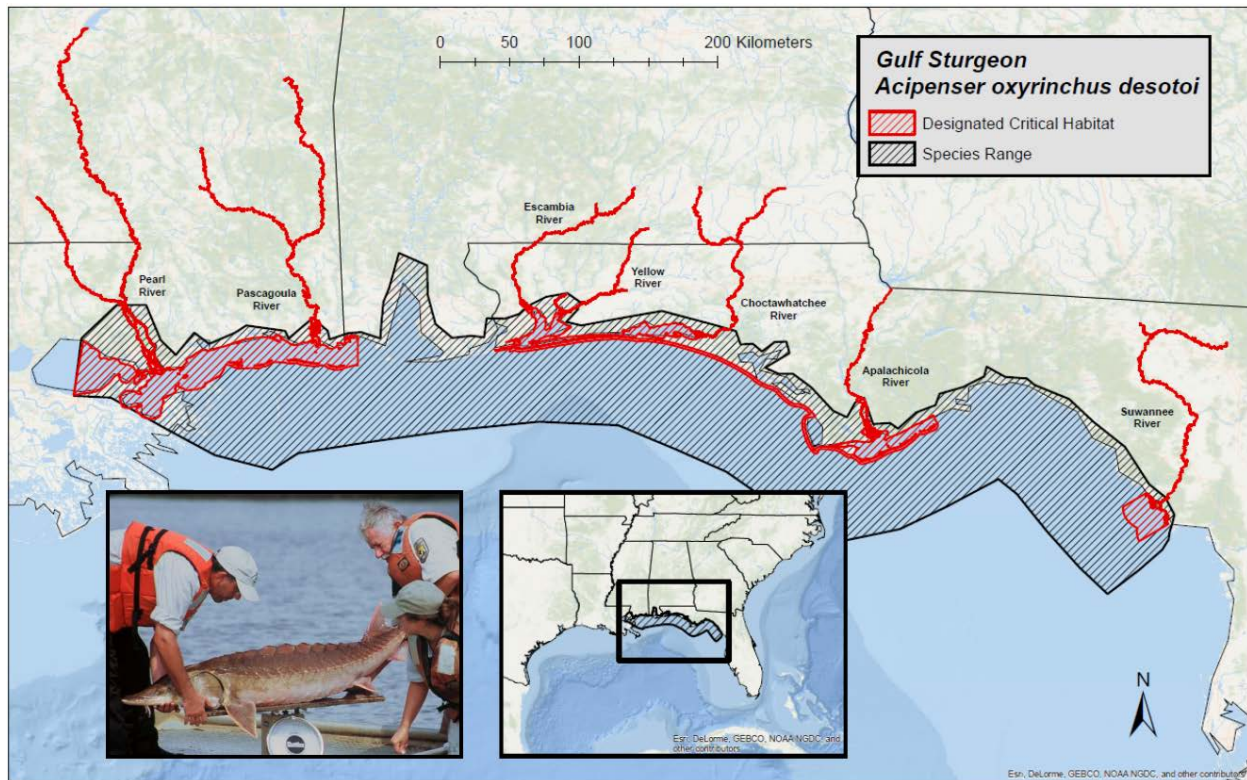 0 50 100 200 Kilometers
Gulf Sturgeon
Acipenser oxyrinchus desotoi
Designated Critical Habitat
Species Range
Escambia
River
Pearl
River
Pascagoula
River
Yellow
River
Choctawhatchee
River
Apalachicola
River
Suwannee
River
N
Esri, DeLorme, GEBCO, NOAA NGDC, and
other contributors
Esri, DeLorme, GEBCO, NOAA NGDC, and other contributors